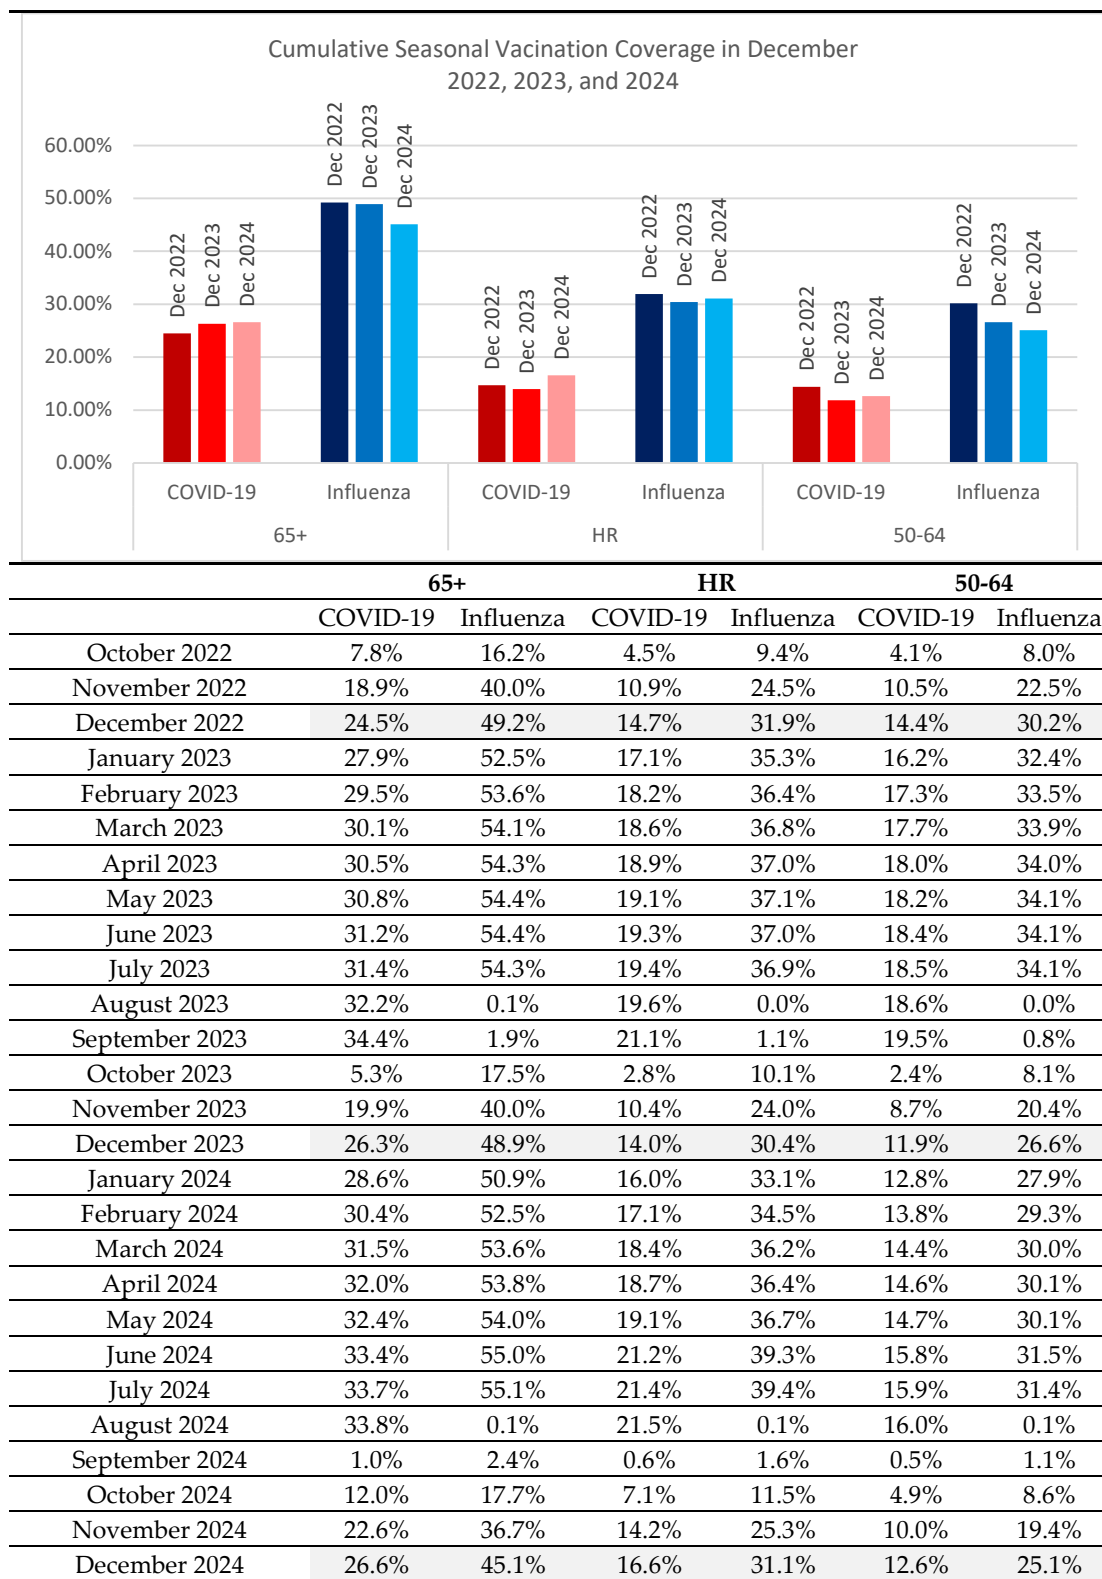 Cumulative Seasonal Vacination Coverage in December
2022, 2023, and 2024
60.00%
50.00%
40.00%
30.00%
20.00%
10.00%
0.00%
Dec 2022
Dec 2023
Dec 2024
Dec 2022
Dec 2023
Dec 2024
Dec 2022
Dec 2023
Dec 2024
Dec 2022
Dec 2023
Dec 2024
Dec 2022
Dec 2023
Dec 2024
Dec 2022
Dec 2023
Dec 2024
COVID-19 Influenza COVID-19 Influenza COVID-19 Influenza
65+ HR 50-64
65+ HR 50-64
COVID-19 Influenza COVID-19 Influenza COVID-19 Influenza
October 2022 7.8% 16.2% 4.5% 9.4% 4.1% 8.0%
November 2022 18.9% 40.0% 10.9% 24.5% 10.5% 22.5%
December 2022 24.5% 49.2% 14.7% 31.9% 14.4% 30.2%
January 2023 27.9% 52.5% 17.1% 35.3% 16.2% 32.4%
February 2023 29.5% 53.6% 18.2% 36.4% 17.3% 33.5%
March 2023 30.1% 54.1% 18.6% 36.8% 17.7% 33.9%
April 2023 30.5% 54.3% 18.9% 37.0% 18.0% 34.0%
May 2023 30.8% 54.4% 19.1% 37.1% 18.2% 34.1%
June 2023 31.2% 54.4% 19.3% 37.0% 18.4% 34.1%
July 2023 31.4% 54.3% 19.4% 36.9% 18.5% 34.1%
August 2023 32.2% 0.1% 19.6% 0.0% 18.6% 0.0%
September 2023 34.4% 1.9% 21.1% 1.1% 19.5% 0.8%
October 2023 5.3% 17.5% 2.8% 10.1% 2.4% 8.1%
November 2023 19.9% 40.0% 10.4% 24.0% 8.7% 20.4%
December 2023 26.3% 48.9% 14.0% 30.4% 11.9% 26.6%
January 2024 28.6% 50.9% 16.0% 33.1% 12.8% 27.9%
February 2024 30.4% 52.5% 17.1% 34.5% 13.8% 29.3%
March 2024 31.5% 53.6% 18.4% 36.2% 14.4% 30.0%
April 2024 32.0% 53.8% 18.7% 36.4% 14.6% 30.1%
May 2024 32.4% 54.0% 19.1% 36.7% 14.7% 30.1%
June 2024 33.4% 55.0% 21.2% 39.3% 15.8% 31.5%
July 2024 33.7% 55.1% 21.4% 39.4% 15.9% 31.4%
August 2024 33.8% 0.1% 21.5% 0.1% 16.0% 0.1%
September 2024 1.0% 2.4% 0.6% 1.6% 0.5% 1.1%
October 2024 12.0% 17.7% 7.1% 11.5% 4.9% 8.6%
November 2024 22.6% 36.7% 14.2% 25.3% 10.0% 19.4%
December 2024 26.6% 45.1% 16.6% 31.1% 12.6% 25.1%